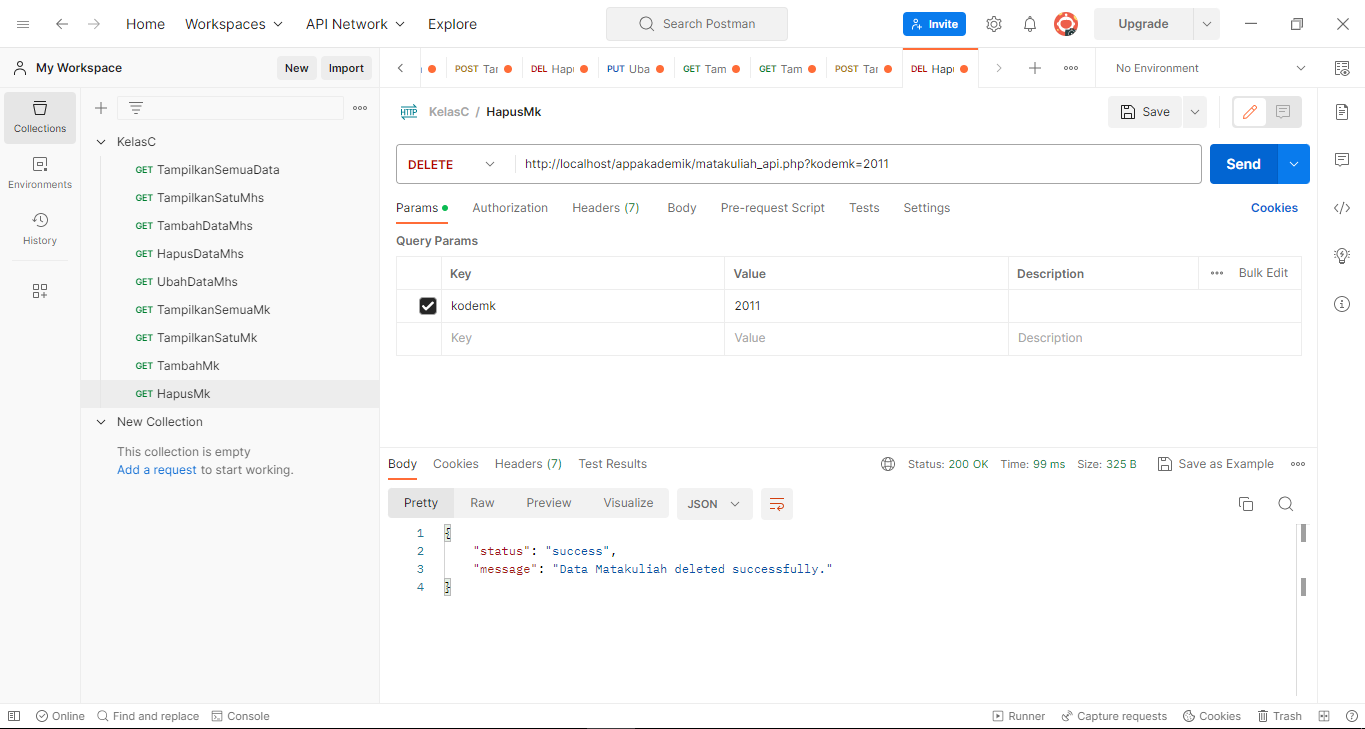 Home Workspaces API Network Explore Search Postman Invite Upgrade
My Workspace New Import
POST Tar DEL Hapu PUT Uba GET Tam GET Tam POST Tar DEL Hapu No Environment
Collections
Environments
History
KelasC
GET TampilkanSemuaData
GET TampilkanSatuMhs
GET TambahDataMhs
GET HapusDataMhs
GET UbahDataMhs
GET TampilkanSemuaMk
GET TampilkanSatuMk
GET TambahMk
GET HapusMk
New Collection
This collection is empty
Add a request to start working.
HTTP KelasC / HapusMk Save
DELETE http://localhost/appakademik/matakuliah_api.php?kodemk=2011 Send
Params Authorization Headers (7) Body Pre-request Script Tests Settings Cookies
Query Params
Key Value Description Bulk Edit
kodemk 2011
Key Value Description
Body Cookies Headers (7) Test Results Status: 200 OK Time: 99 ms Size: 325 B Save as Example
Pretty Raw Preview Visualize JSON
1 {
2 "status": "success",
3 "message": "Data Matakuliah deleted successfully."
4 }
Online Find and replace Console Runner Capture requests Cookies Trash